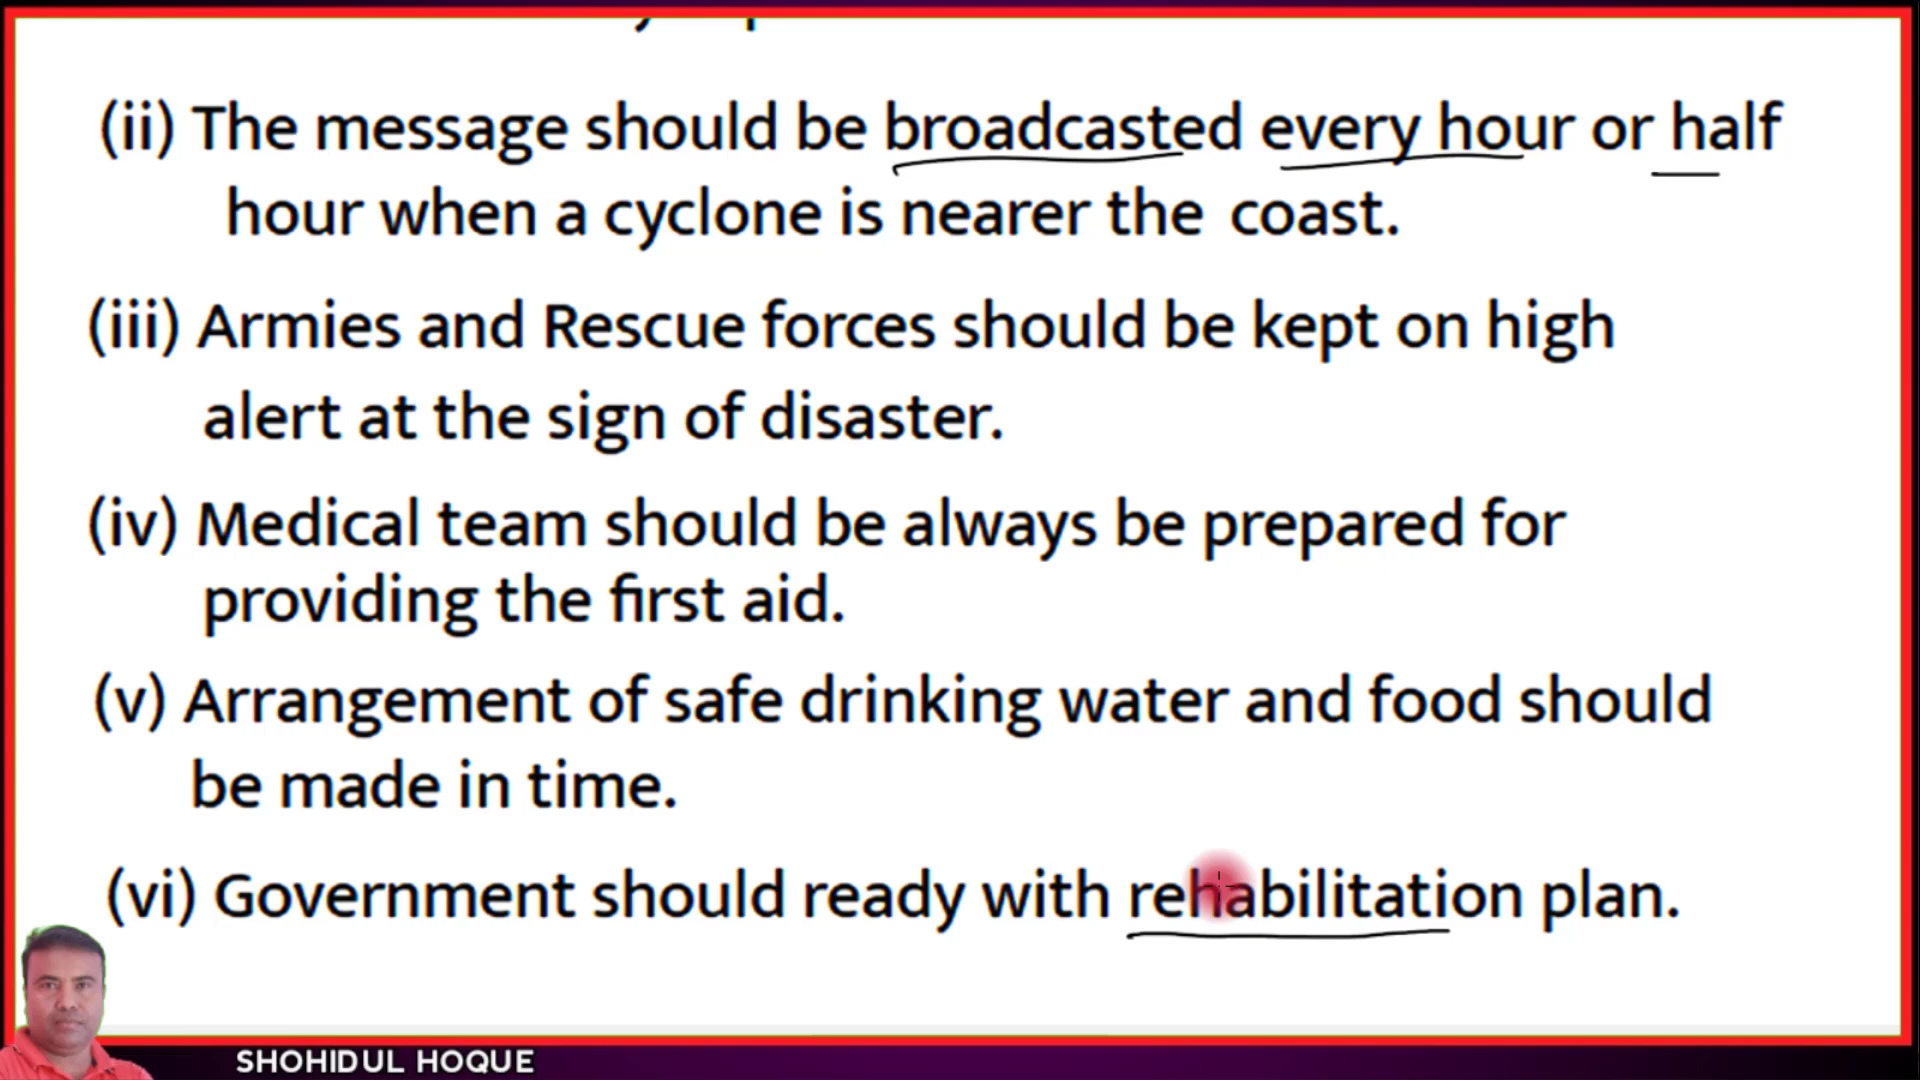 (ii) The message should be broadcasted every hour or half
hour when a cyclone is nearer the coast.
(iii) Armies and Rescue forces should be kept on high
alert at the sign of disaster.
(iv) Medical team should be always be prepared for
providing the first aid.
(v) Arrangement of safe drinking water and food should
be made in time.
(vi) Government should ready with rehabilitation plan.
SHOHIDUL HOQUE